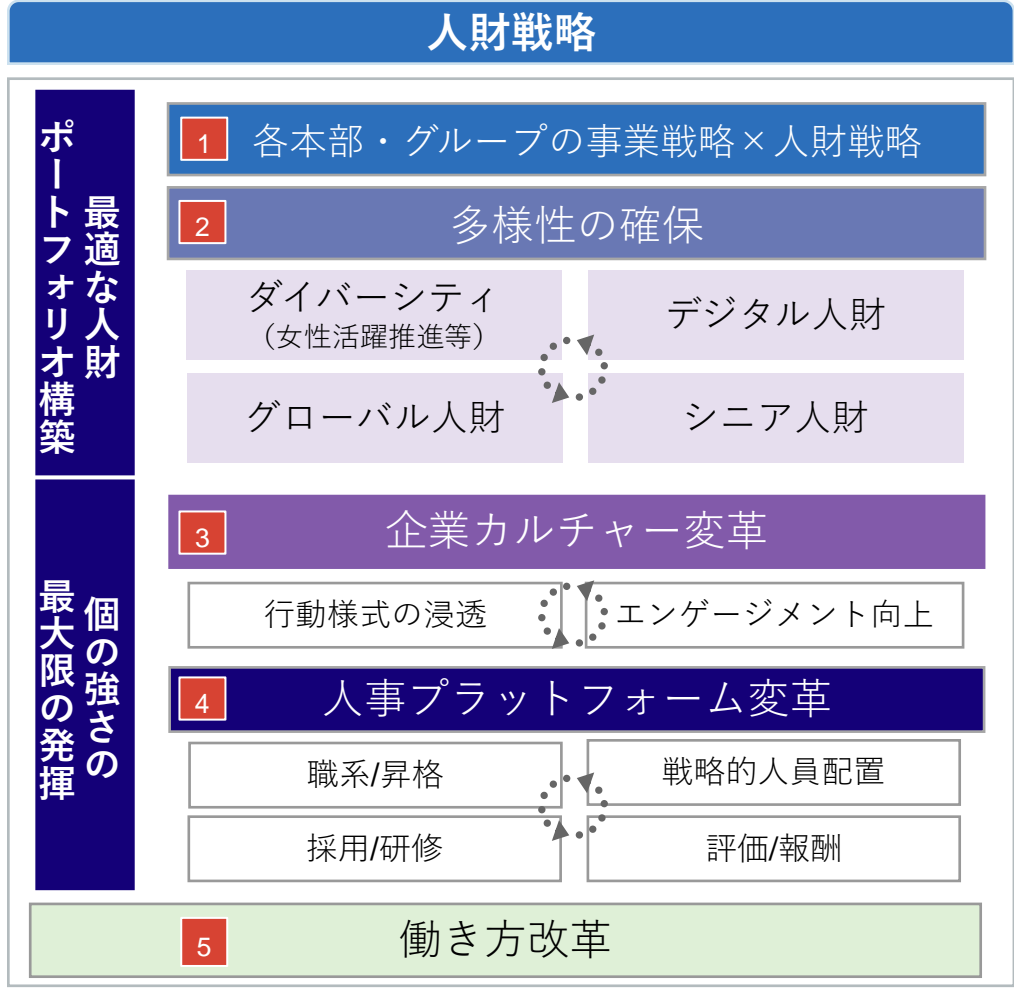 人財戦略
最適な人財
ポートフォリオ構築
1 各本部・グループの事業戦略×人財戦略
2 多様性の確保
ダイバーシティ
（女性活躍推進等）
デジタル人財
グローバル人財
シニア人財
個の強さの
最大限の発揮
3 企業カルチャー変革
行動様式の浸透
エンゲージメント向上
4 人事プラットフォーム変革
職系/昇格
戦略的人員配置
採用/研修
評価/報酬
5 働き方改革